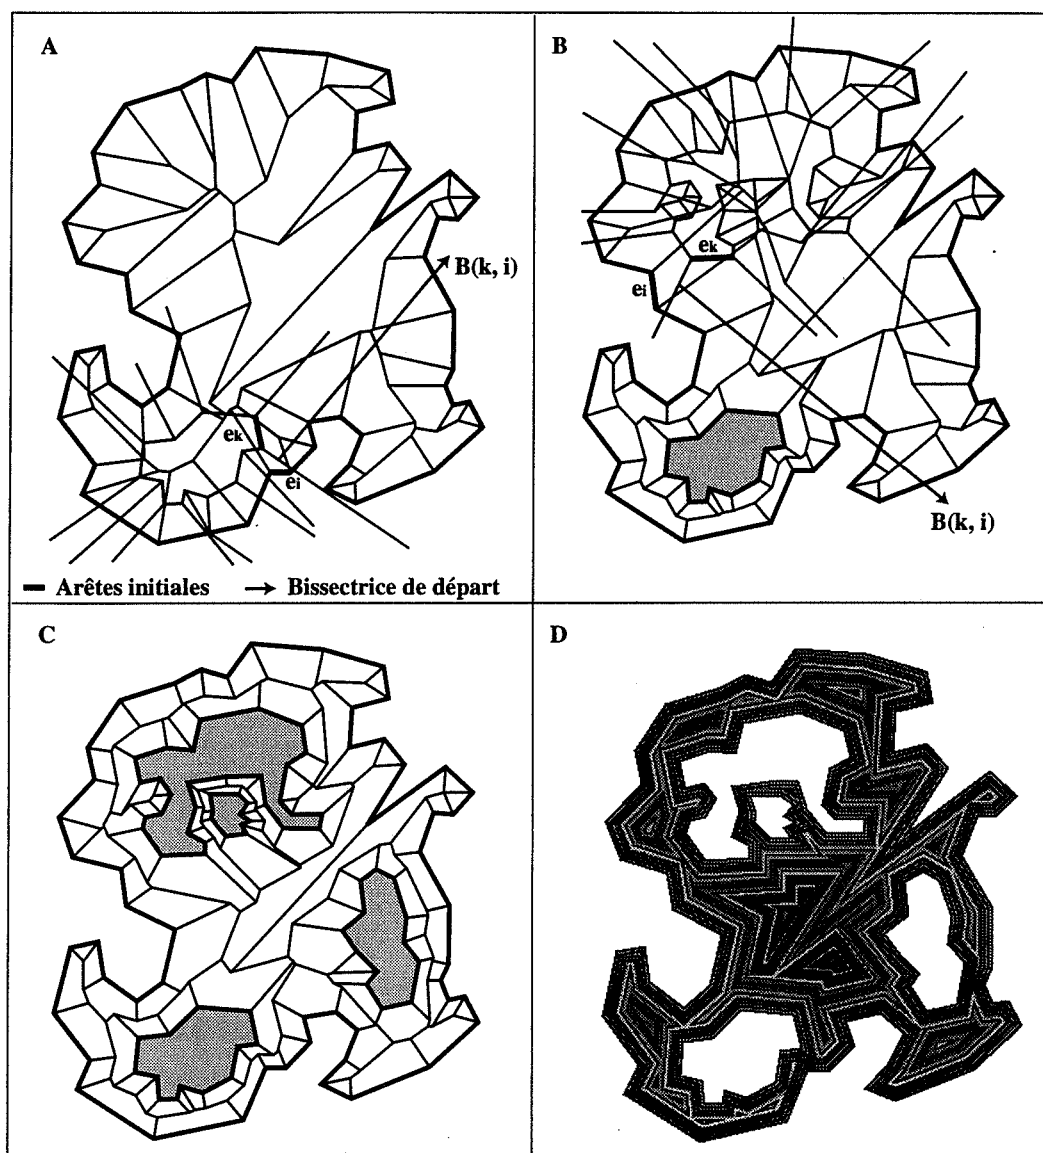 A
B(k, i)
ek
ei
Arêtes initiales → Bissectrice de départ
B
ek
ei
B(k, i)
C
D